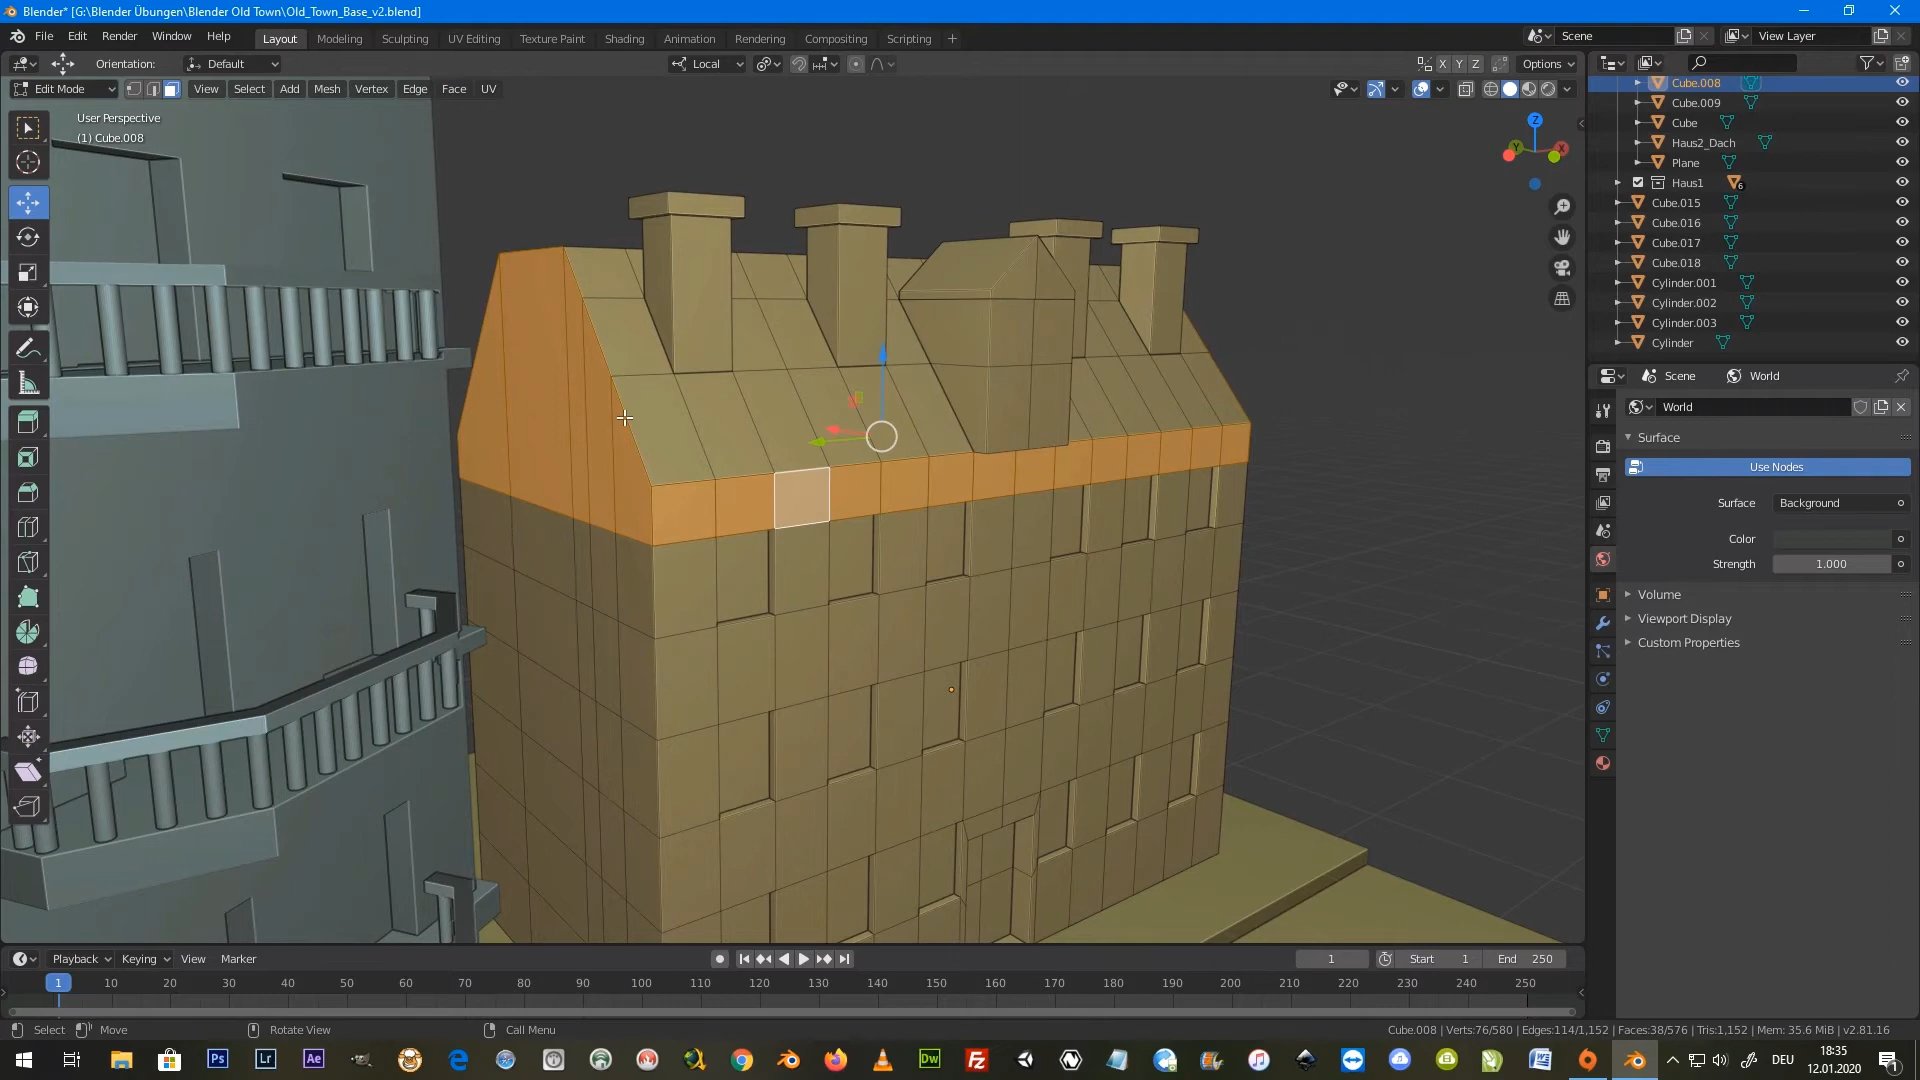 Blender* [G:\Blender Übungen\Blender Old Town\Old_Town_Base_v2.blend]
File Edit Render Window Help Layout Modeling Sculpting UV Editing Texture Paint Shading Animation Rendering Compositing Scripting + Scene View Layer
Orientation: Default Local X Y Z Options
Edit Mode View Select Add Mesh Vertex Edge Face UV
User Perspective
(1) Cube.008
Z
Y X
Cube.008
Cube.009
Cube
Haus2_Dach
Plane
Haus1 6
Cube.015
Cube.016
Cube.017
Cube.018
Cylinder.001
Cylinder.002
Cylinder.003
Cylinder
Scene World
World
Surface
Use Nodes
Surface Background
Color
Strength 1.000
Volume
Viewport Display
Custom Properties
Playback Keying View Marker 1 Start 1 End 250
1 10 20 30 40 50 60 70 80 90 100 110 120 130 140 150 160 170 180 190 200 210 220 230 240 250
Select Move Rotate View Call Menu Cube.008 | Verts:76/580 | Edges:114/1,152 | Faces:38/576 | Tris:1,152 | Mem: 35.6 MiB | v2.81.16
Ps Lr Ae Dw Fz DEU 18:35
12.01.2020 1